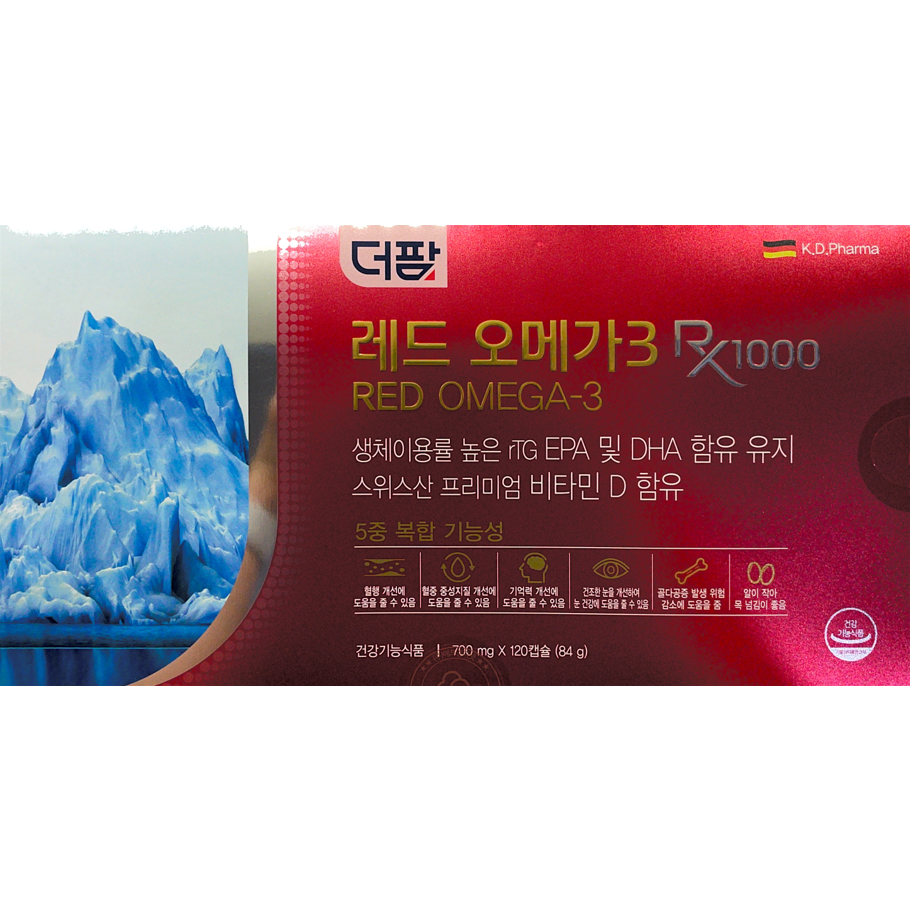 더팜
K.D.Pharma
레드 오메가3 Rx1000
RED OMEGA-3
생체이용률 높은 rTG EPA 및 DHA 함유 유지
스위스산 프리미엄 비타민 D 함유
5중 복합 기능성
혈행 개선에
도움을 줄 수 있음
혈중 중성지질 개선에
도움을 줄 수 있음
기억력 개선에
도움을 줄 수 있음
건조한 눈을 개선하여
눈 건강에 도움을 줄 수 있음
골다공증 발생 위험
감소에 도움을 줌
알이 작아
목 넘김이 좋음
건강
기능식품
건강기능식품 | 700 mg X 120캡슐 (84 g)